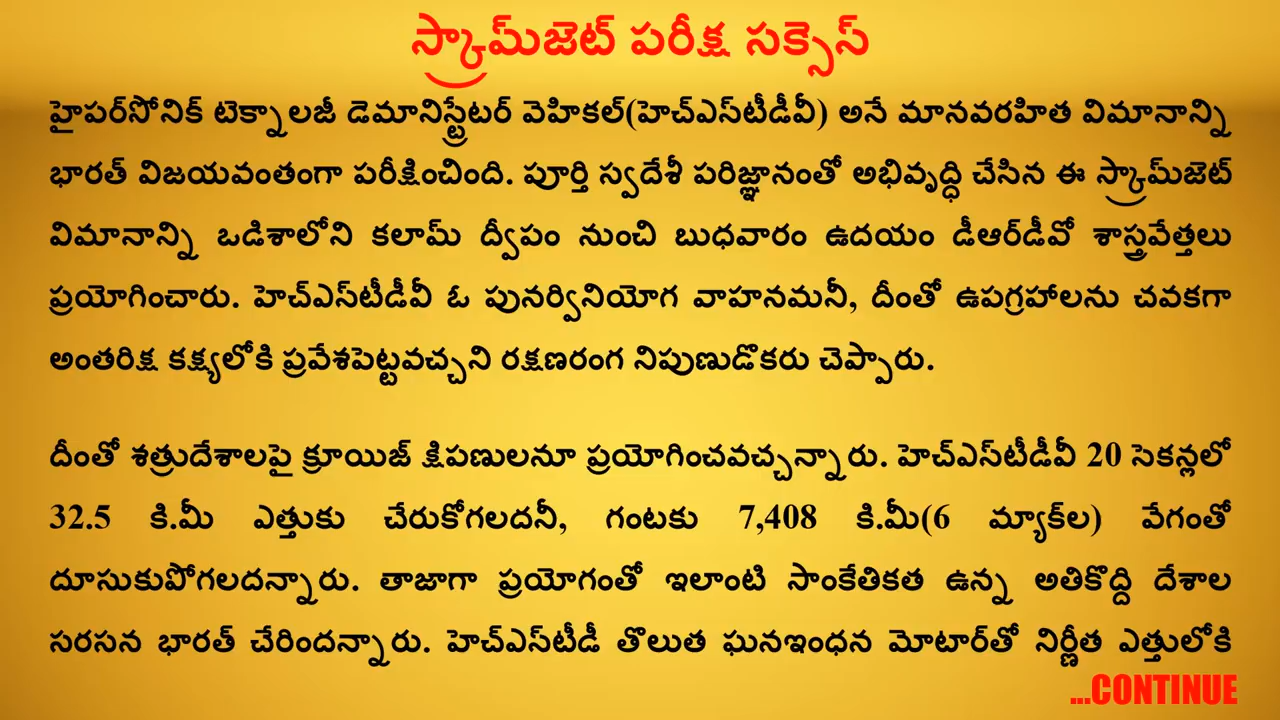 స్క్రామ్‌జెట్ పరీక్ష సక్సెస్
హైపర్‌సోనిక్ టెక్నాలజీ డెమానిస్ట్రేటర్ వెహికల్(హెచ్ఎస్‌టీడీవీ) అనే మానవరహిత విమానాన్ని
భారత్ విజయవంతంగా పరీక్షించింది. పూర్తి స్వదేశీ పరిజ్ఞానంతో అభివృద్ధి చేసిన ఈ స్క్రామ్‌జెట్
విమానాన్ని ఒడిశాలోని కలామ్ ద్వీపం నుంచి బుధవారం ఉదయం డీఆర్‌డీవో శాస్త్రవేత్తలు
ప్రయోగించారు. హెచ్ఎస్‌టీడీవీ ఓ పునర్వినియోగ వాహనమనీ, దీంతో ఉపగ్రహాలను చవకగా
అంతరిక్ష కక్ష్యలోకి ప్రవేశపెట్టవచ్చని రక్షణరంగ నిపుణుడొకరు చెప్పారు.
దీంతో శత్రుదేశాలపై క్రూయిజ్ క్షిపణులనూ ప్రయోగించవచ్చన్నారు. హెచ్ఎస్‌టీడీవీ 20 సెకన్లలో
32.5 కి.మీ ఎత్తుకు చేరుకోగలదనీ, గంటకు 7,408 కి.మీ(6 మ్యాక్‌ల) వేగంతో
దూసుకుపోగలదన్నారు. తాజాగా ప్రయోగంతో ఇలాంటి సాంకేతికత ఉన్న అతికొద్ది దేశాల
సరసన భారత్ చేరిందన్నారు. హెచ్ఎస్‌టీడీ తొలుత ఘనఇంధన మోటార్‌తో నిర్ణీత ఎత్తులోకి
...CONTINUE